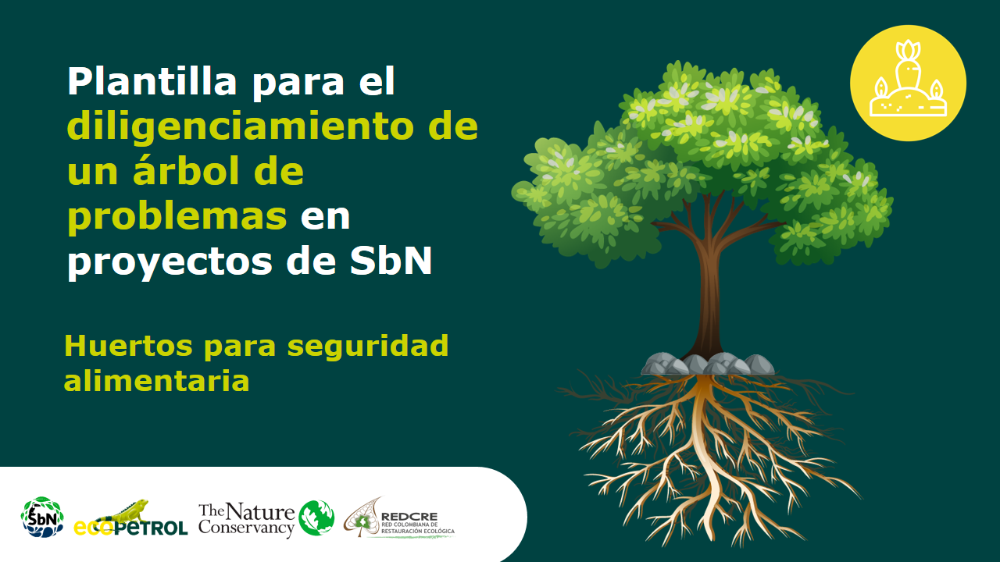 Plantilla para el
diligenciamiento de
un árbol de
problemas en
proyectos de SbN
Huertos para seguridad
alimentaria
SbN
ecopetrol
The Nature
Conservancy
REDCRE
RED COLOMBIANA DE
RESTAURACIÓN ECOLÓGICA